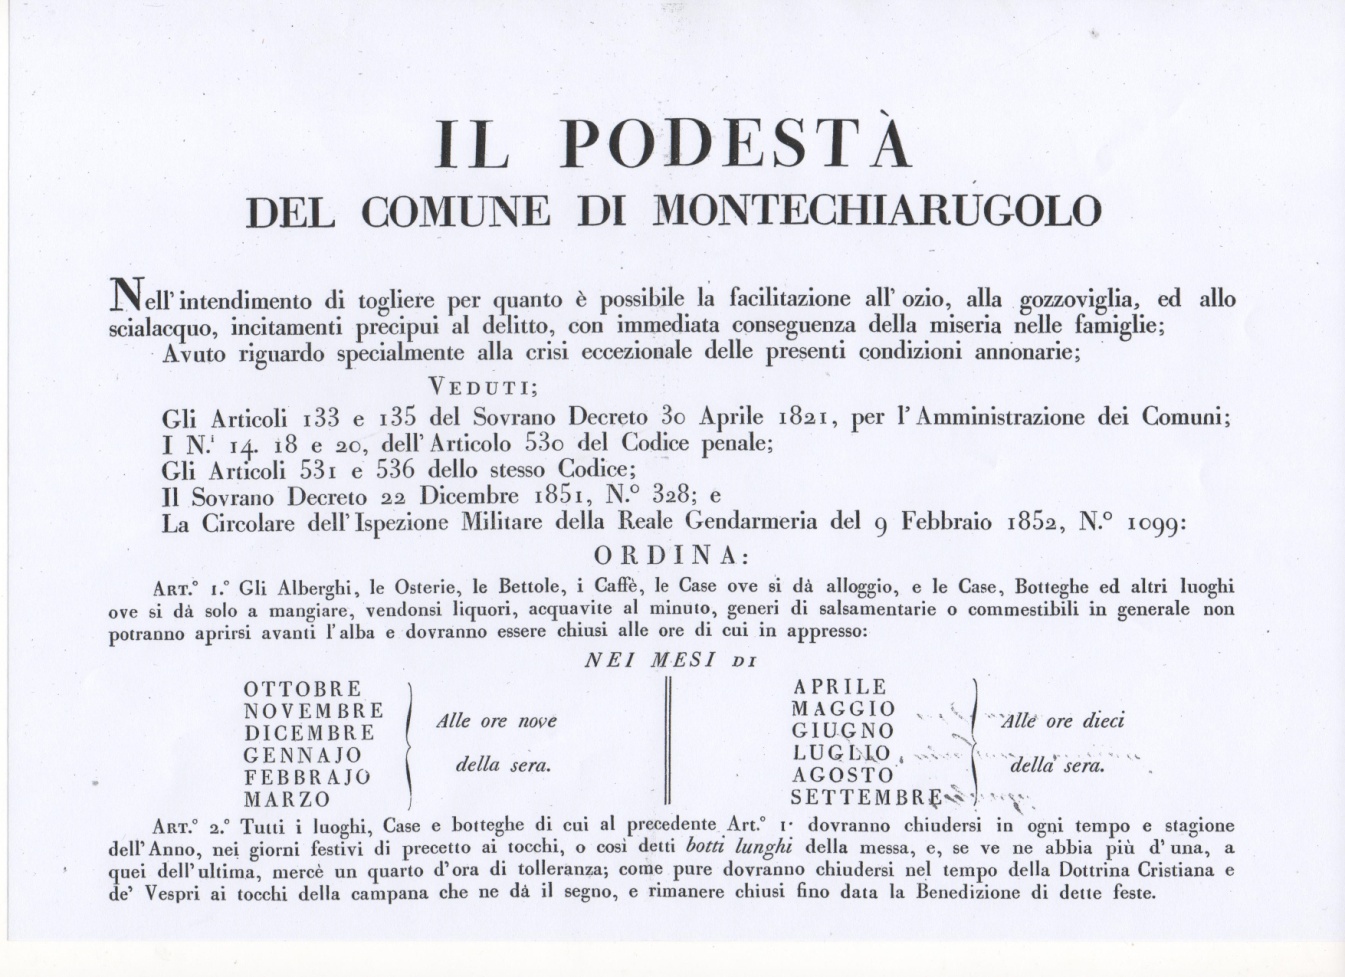 IL PODESTÀ
DEL COMUNE DI MONTECHIARÚGOLO
Nell' intendimento di togliere per quanto è possibile la facilitazione all' ozio, alla gozzoviglia, ed allo
scialacquo, incitamenti precipui al delitto, con immediata conseguenza della miseria nelle famiglie;
Avuto riguardo specialmente alla crisi eccezionale delle presenti condizioni annonarie;
VEDUTI;
Gli Articoli 133 e 135 del Sovrano Decreto 30 Aprile 1821, per l' Amministrazione dei Comuni;
I N.i 14. 18 e 20, dell' Articolo 530 del Codice penale;
Gli Articoli 531 e 536 dello stesso Codice;
Il Sovrano Decreto 22 Dicembre 1851, N.° 328; e
La Circolare dell' Ispezione Militare della Reale Gendarmeria del 9 Febbraio 1852, N.° 1099:
ORDINA:
ART.° 1.° Gli Alberghi, le Osterie, le Bettole, i Caffè, le Case ove si dà alloggio, e le Case, Botteghe ed altri luoghi
ove si dà solo a mangiare, vendonsi liquori, acquavite al minuto, generi di salsamentarie o commestibili in generale non
potranno aprirsi avanti l' alba e dovranno essere chiusi alle ore di cui in appresso:
NEI MESI DI
OTTOBRE
NOVEMBRE
DICEMBRE
GENNAJO
FEBBRAJO
MARZO
Alle ore nove
della sera.
APRILE
MAGGIO
GIUGNO
LUGLIO
AGOSTO
SETTEMBRE
Alle ore dieci
della sera.
ART.° 2.° Tutti i luoghi, Case e botteghe di cui al precedente Art.° 1· dovranno chiudersi in ogni tempo e stagione
dell' Anno, nei giorni festivi di precetto ai tocchi, o così detti botti lunghi della messa, e, se ve ne abbia più d' una, a
quei dell' ultima, mercè un quarto d' ora di tolleranza; come pure dovranno chiudersi nel tempo della Dottrina Cristiana e
de' Vespri ai tocchi della campana che ne dá il segno, e rimanere chiusi fino data la Benedizione di dette feste.